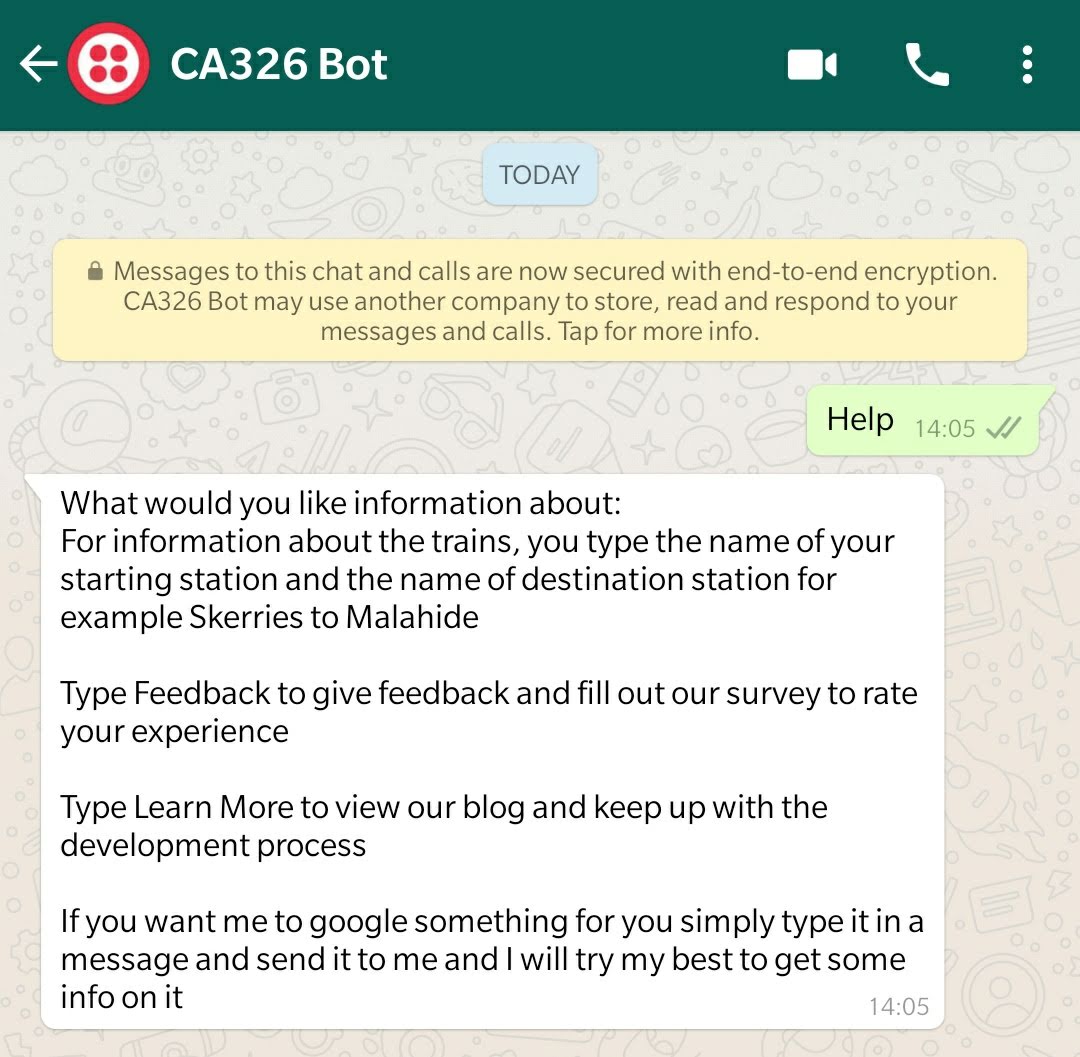 CA326 Bot
TODAY
Messages to this chat and calls are now secured with end-to-end encryption.
CA326 Bot may use another company to store, read and respond to your
messages and calls. Tap for more info.
Help 14:05
What would you like information about:
For information about the trains, you type the name of your
starting station and the name of destination station for
example Skerries to Malahide
Type Feedback to give feedback and fill out our survey to rate
your experience
Type Learn More to view our blog and keep up with the
development process
If you want me to google something for you simply type it in a
message and send it to me and I will try my best to get some
info on it
14:05